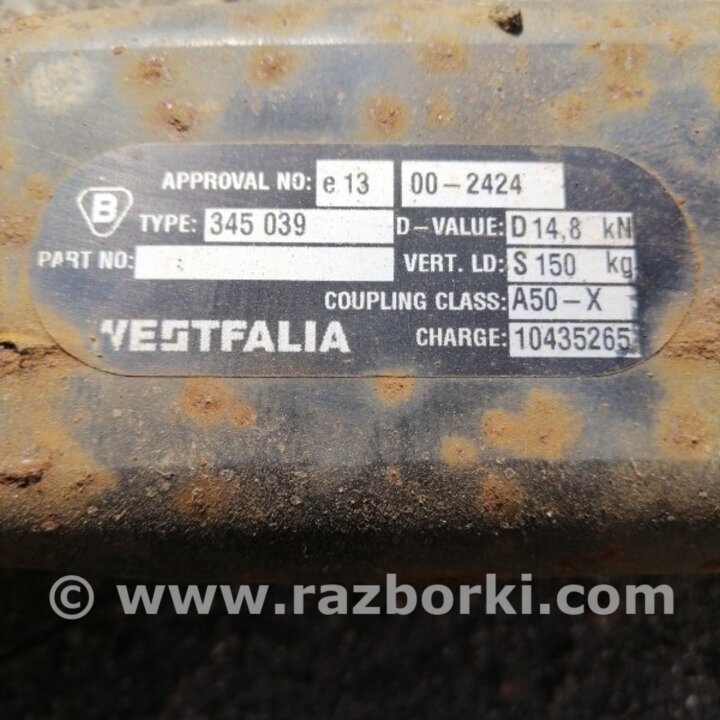 APPROVAL NO: e 13 00-2424
B
TYPE: 345 039 D-VALUE: D 14,8 kN
PART NO: VERT. LD: S 150 kg
COUPLING CLASS: A50-X
WESTFALIA CHARGE: 10435265
© www.razborki.com